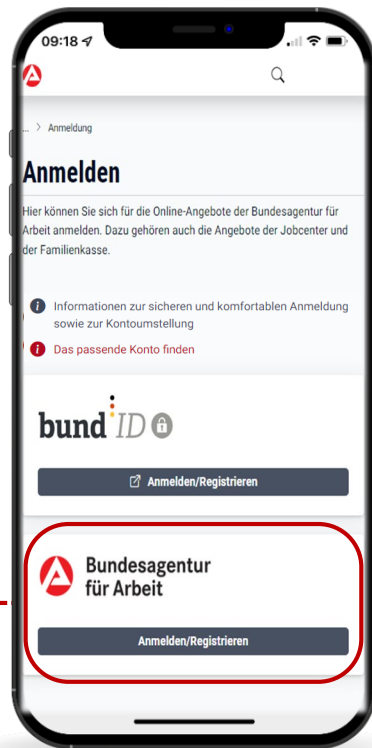 09:18
... > Anmeldung
Anmelden
Hier können Sie sich für die Online-Angebote der Bundesagentur für
Arbeit anmelden. Dazu gehören auch die Angebote der Jobcenter und
der Familienkasse.
Informationen zur sicheren und komfortablen Anmeldung
sowie zur Kontoumstellung
Das passende Konto finden
bund ID
Anmelden/Registrieren
Bundesagentur
für Arbeit
Anmelden/Registrieren